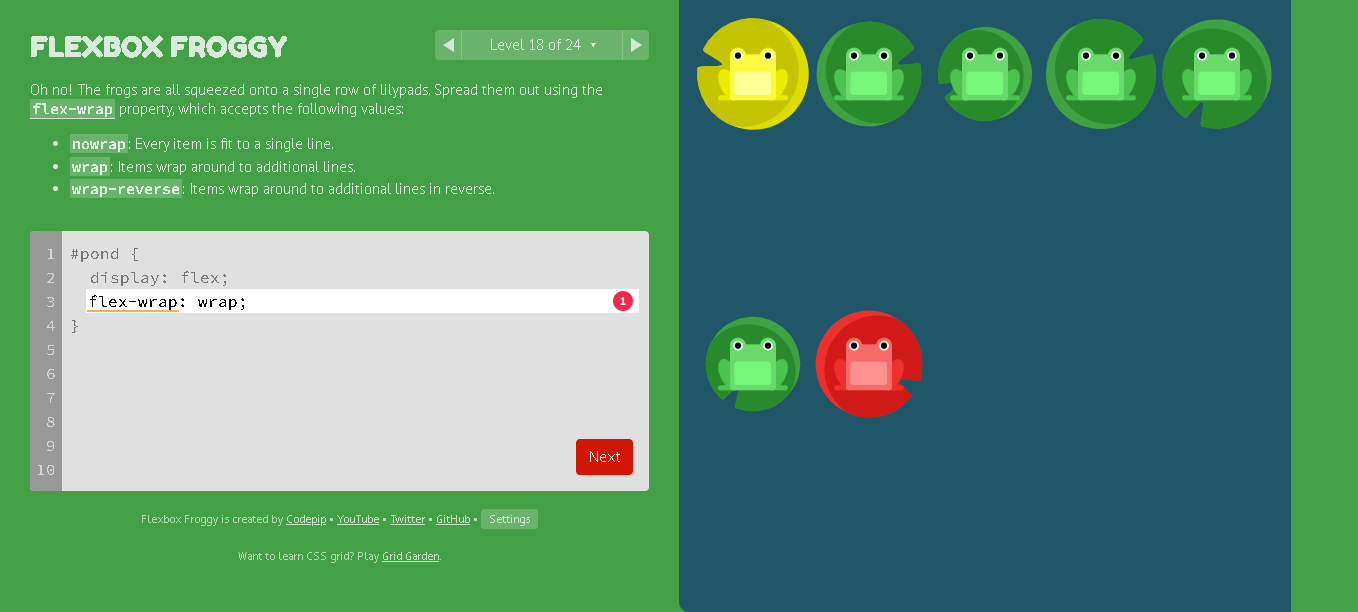 FLEXBOX FROGGY
Level 18 of 24
Oh no! The frogs are all squeezed onto a single row of lilypads. Spread them out using the
flex-wrap property, which accepts the following values:
nowrap: Every item is fit to a single line.
wrap: Items wrap around to additional lines.
wrap-reverse: Items wrap around to additional lines in reverse.
1 #pond {
2 display: flex;
3 flex-wrap: wrap; 1
4 }
5
6
7
8
9
10
Next
Flexbox Froggy is created by Codepip • YouTube • Twitter • GitHub • Settings
Want to learn CSS grid? Play Grid Garden.